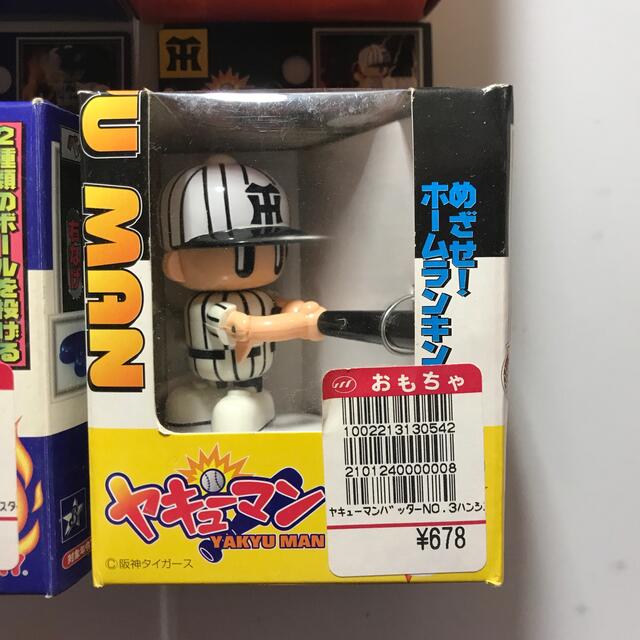 TH
2種類のボールを投げる
U MAN
TH
めざせ!
ホームランキン
おもちゃ
1002213130542
2101240000008
ヤキューマンバッターNO.3ハンシ
¥678
ヤキューマン
YAKYU MAN
©阪神タイガース